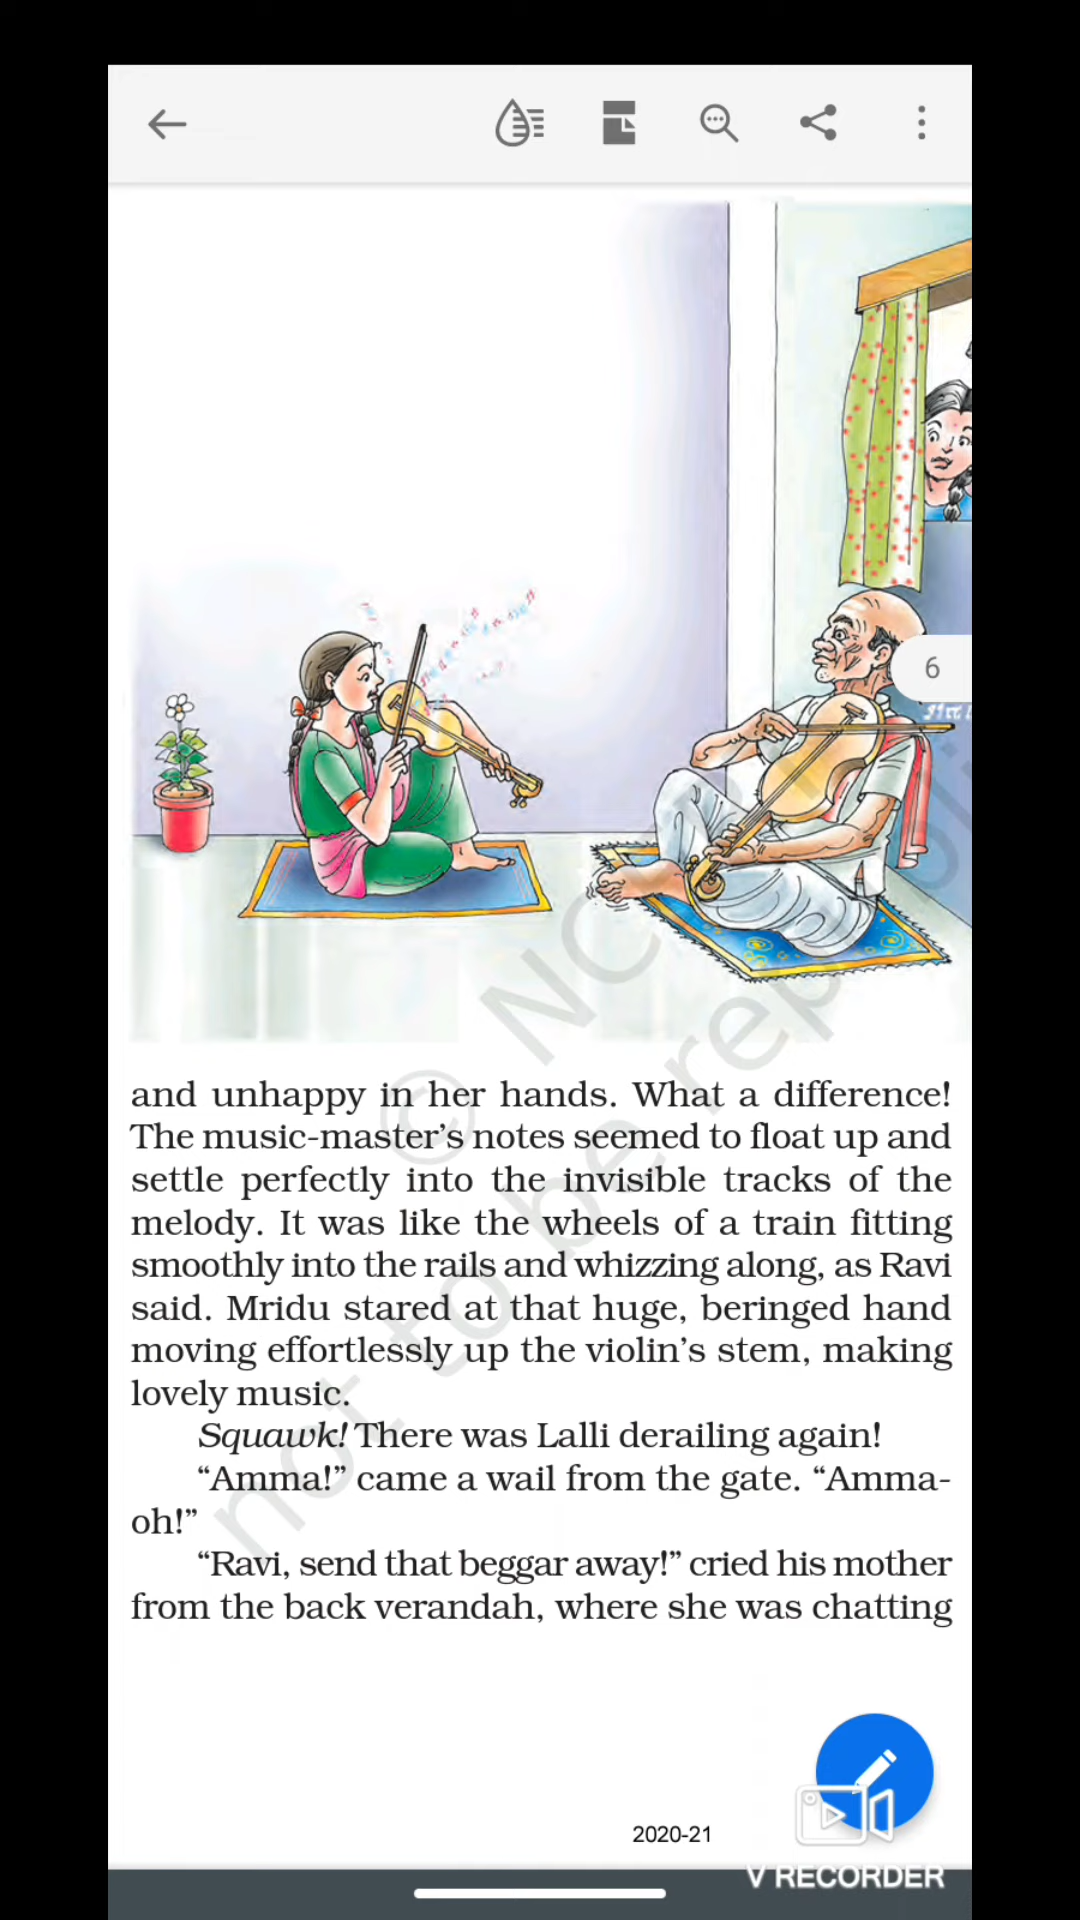 6
and unhappy in her hands. What a difference!
The music-master’s notes seemed to float up and
settle perfectly into the invisible tracks of the
melody. It was like the wheels of a train fitting
smoothly into the rails and whizzing along, as Ravi
said. Mridu stared at that huge, beringed hand
moving effortlessly up the violin’s stem, making
lovely music.
Squawk! There was Lalli derailing again!
“Amma!” came a wail from the gate. “Amma-
oh!”
“Ravi, send that beggar away!” cried his mother
from the back verandah, where she was chatting
©
not to be
2020-21
V RECORDER